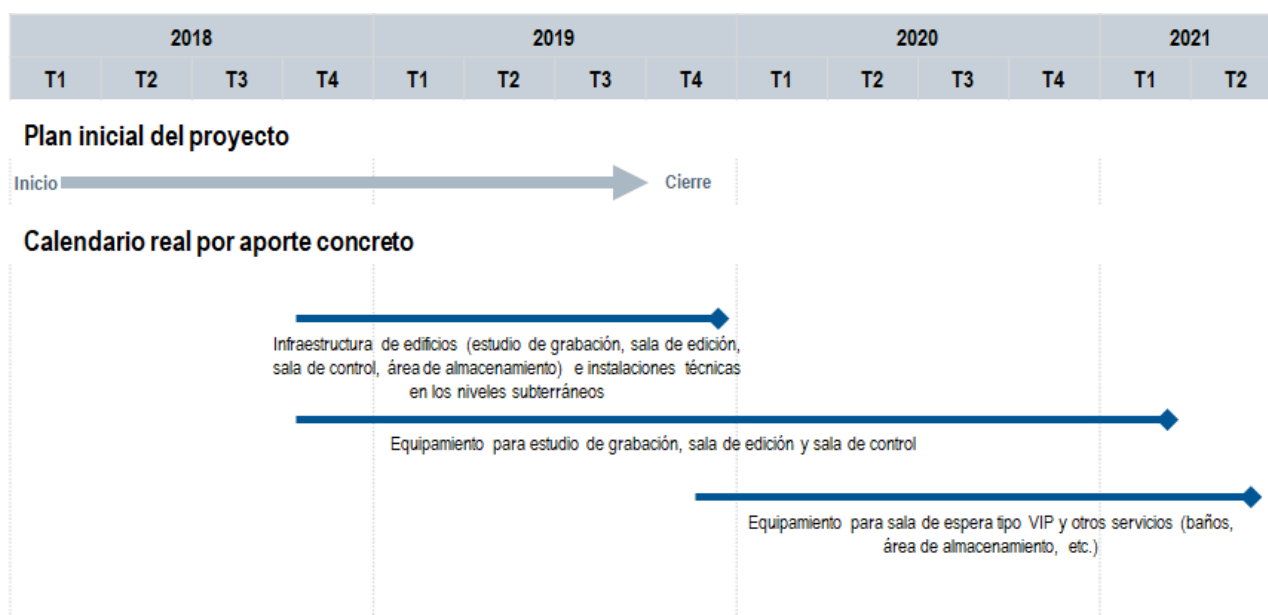 2018 2019 2020 2021
T1 T2 T3 T4 T1 T2 T3 T4 T1 T2 T3 T4 T1 T2
Plan inicial del proyecto
Inicio Cierre
Calendario real por aporte concreto
Infraestructura de edificios (estudio de grabación, sala de edición,
sala de control, área de almacenamiento) e instalaciones técnicas
en los niveles subterráneos
Equipamiento para estudio de grabación, sala de edición y sala de control
Equipamiento para sala de espera tipo VIP y otros servicios (baños,
área de almacenamiento, etc.)